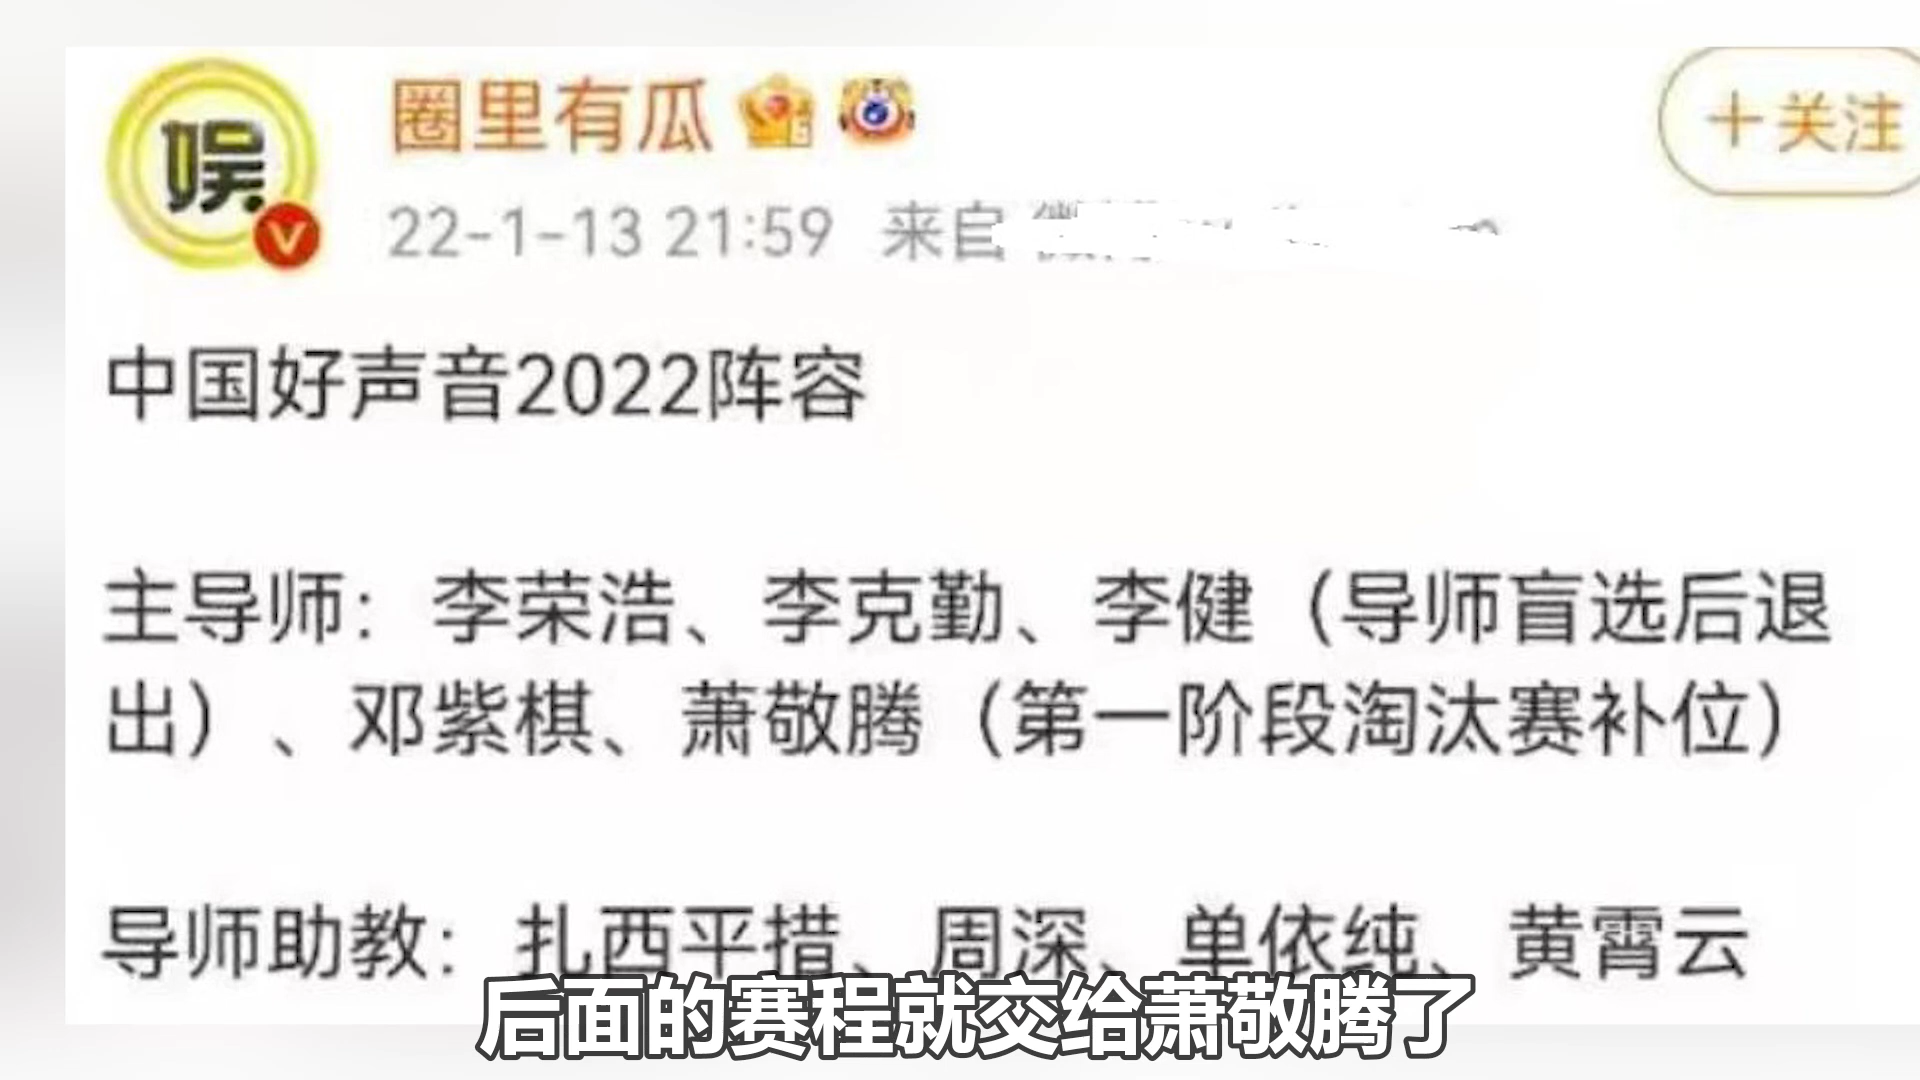 娱
V
圈里有瓜
+关注
22-1-13 21:59 来自
中国好声音2022阵容
主导师：李荣浩、李克勤、李健（导师盲选后退
出）、邓紫棋、萧敬腾（第一阶段淘汰赛补位）
导师助教：扎西平措、周深、单依纯、黄霄云
后面的赛程就交给萧敬腾了